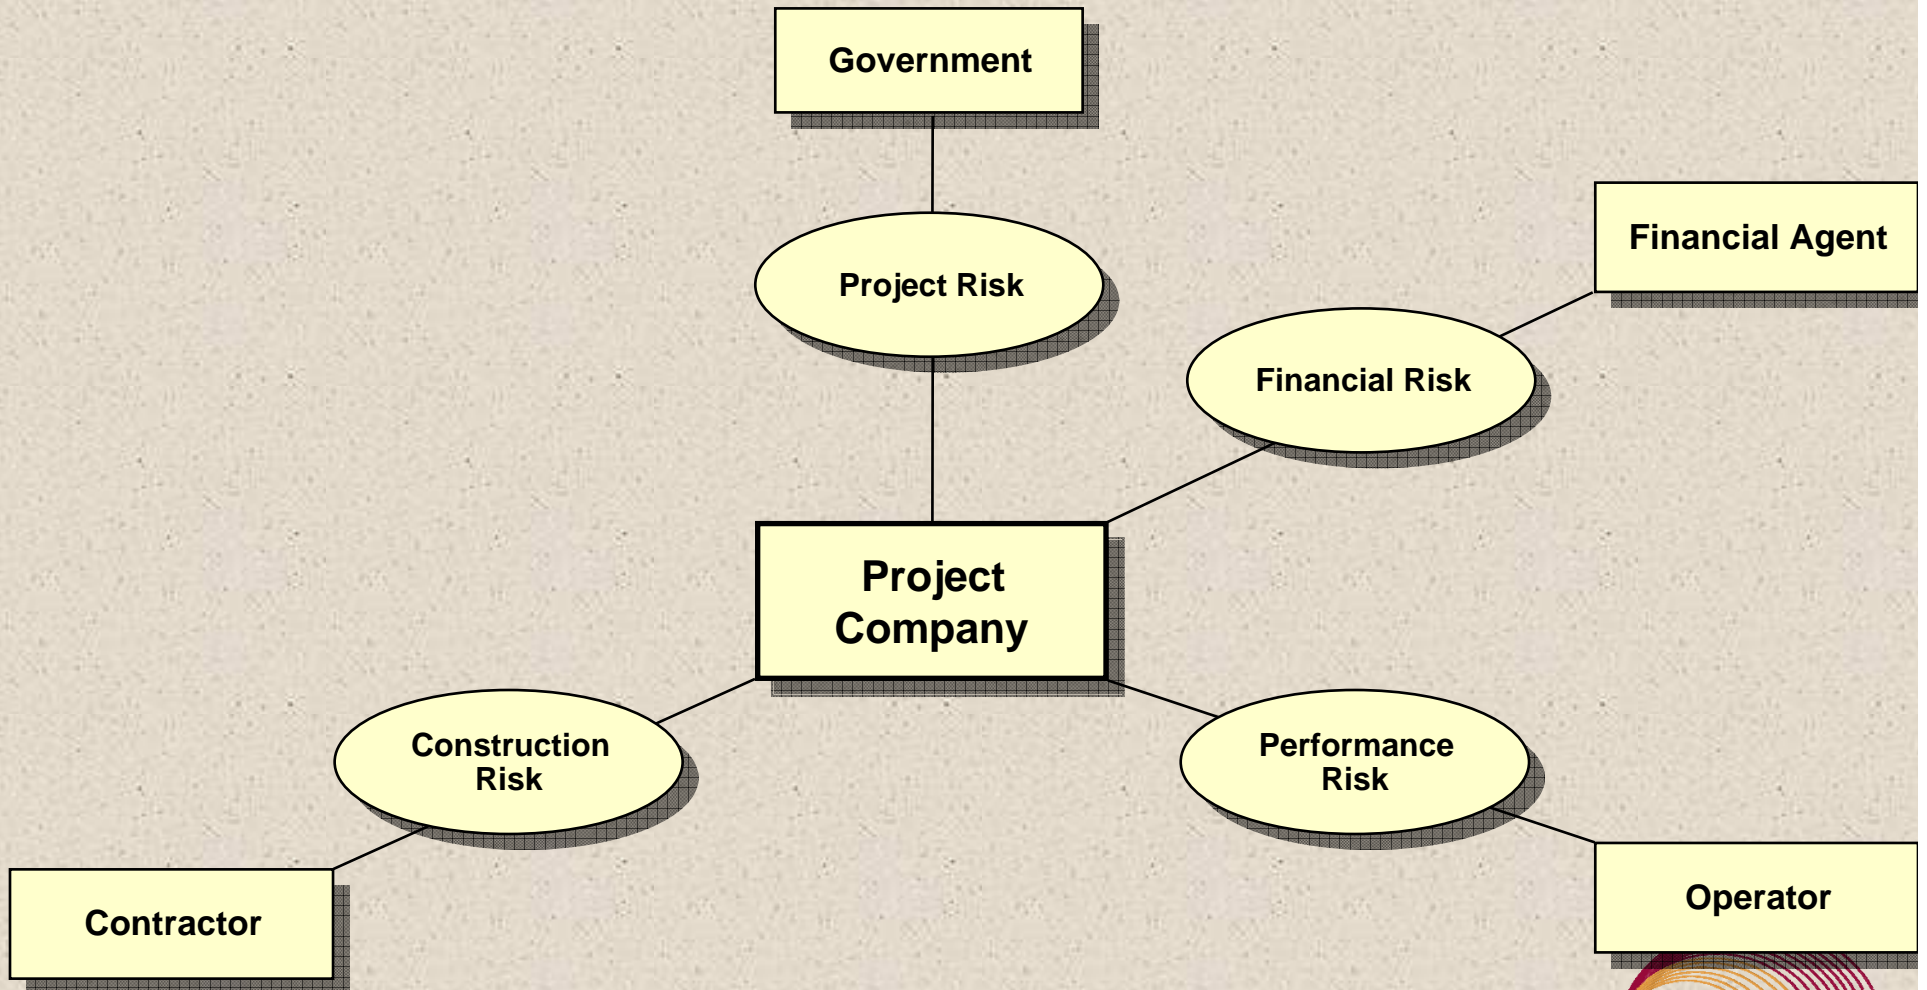 Government
Financial Agent
Project Risk
Financial Risk
Project
Company
Construction
Risk
Performance
Risk
Contractor
Operator